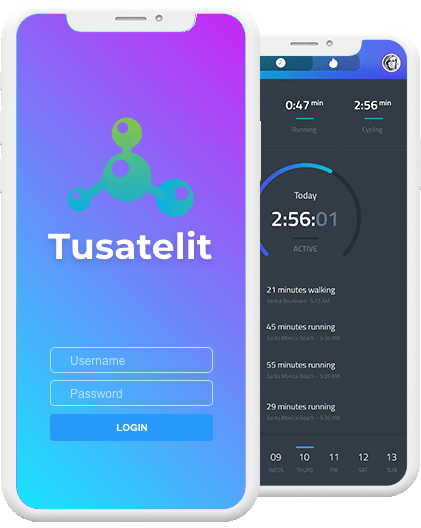 Tusatelit
Username
Password
LOGIN
0:47 min
2:56 min
Running
Cycling
Today
2:56:01
ACTIVE
21 minutes walking
Venice Boulevard - 5:15 AM
45 minutes running
Santa Monica Beach - 5:36 AM
55 minutes running
Santa Monica Beach - 5:36 AM
29 minutes running
Santa Monica Beach - 5:36 AM
09 10 11 12 13
WEDS THURS FRI SAT SUN